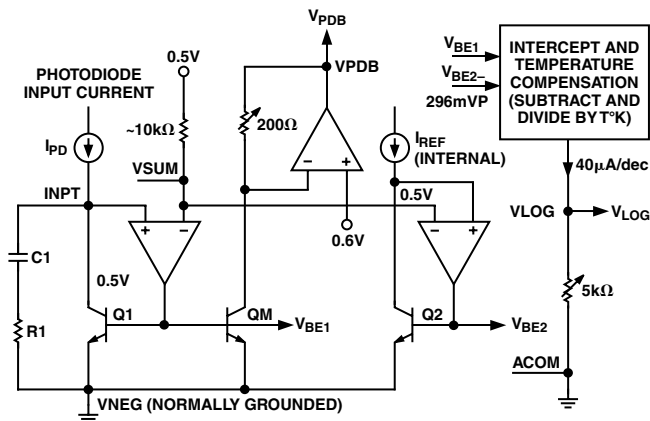 VPDB
0.5V
VPDB
VBE1
VBE2–
296mVP
INTERCEPT AND
TEMPERATURE
COMPENSATION
(SUBTRACT AND
DIVIDE BY T°K)
PHOTODIODE
INPUT CURRENT
~10kΩ
200Ω
IPD
IREF
(INTERNAL)
VSUM
40µA/dec
INPT
0.5V
VLOG
VLOG
0.6V
C1
0.5V
5kΩ
R1
Q1
QM
VBE1
Q2
VBE2
ACOM
VNEG (NORMALLY GROUNDED)
+
–
–
+
–
+